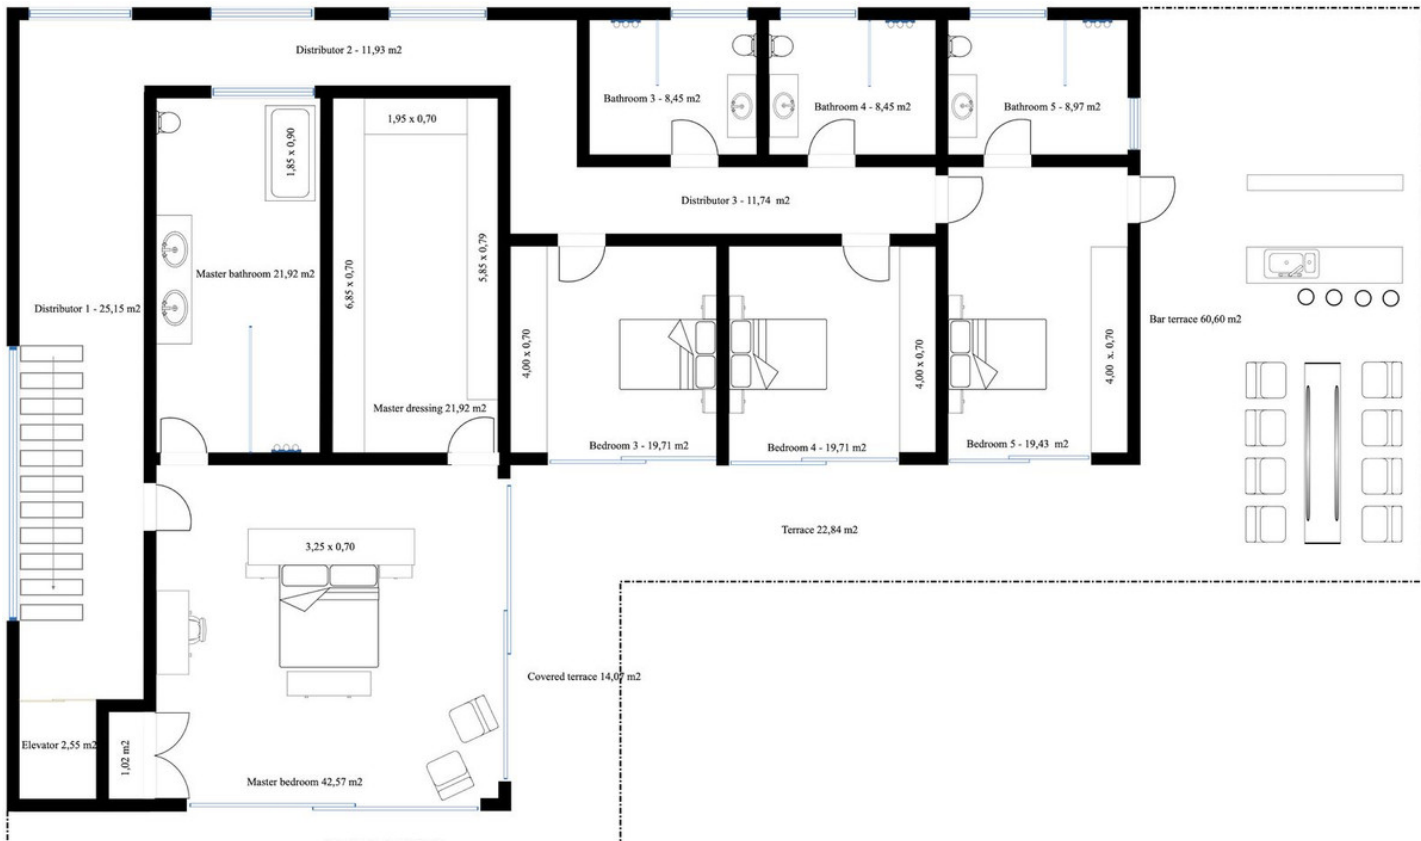 Distributor 2 - 11,93 m2
Bathroom 3 - 8,45 m2
Bathroom 4 - 8,45 m2
Bathroom 5 - 8,97 m2
1,95 x 0,70
1,85 x 0,90
Distributor 3 - 11,74 m2
Master bathroom 21,92 m2
6,85 x 0,70
5,85 x 0,79
Distributor 1 - 25,15 m2
Bar terrace 60,60 m2
4,00 x 0,70
4,00 x 0,70
4,00 x. 0,70
Master dressing 21,92 m2
Bedroom 3 - 19,71 m2
Bedroom 4 - 19,71 m2
Bedroom 5 - 19,43 m2
Terrace 22,84 m2
3,25 x 0,70
Covered terrace 14,07 m2
Elevator 2,55 m2
1,02 m2
Master bedroom 42,57 m2